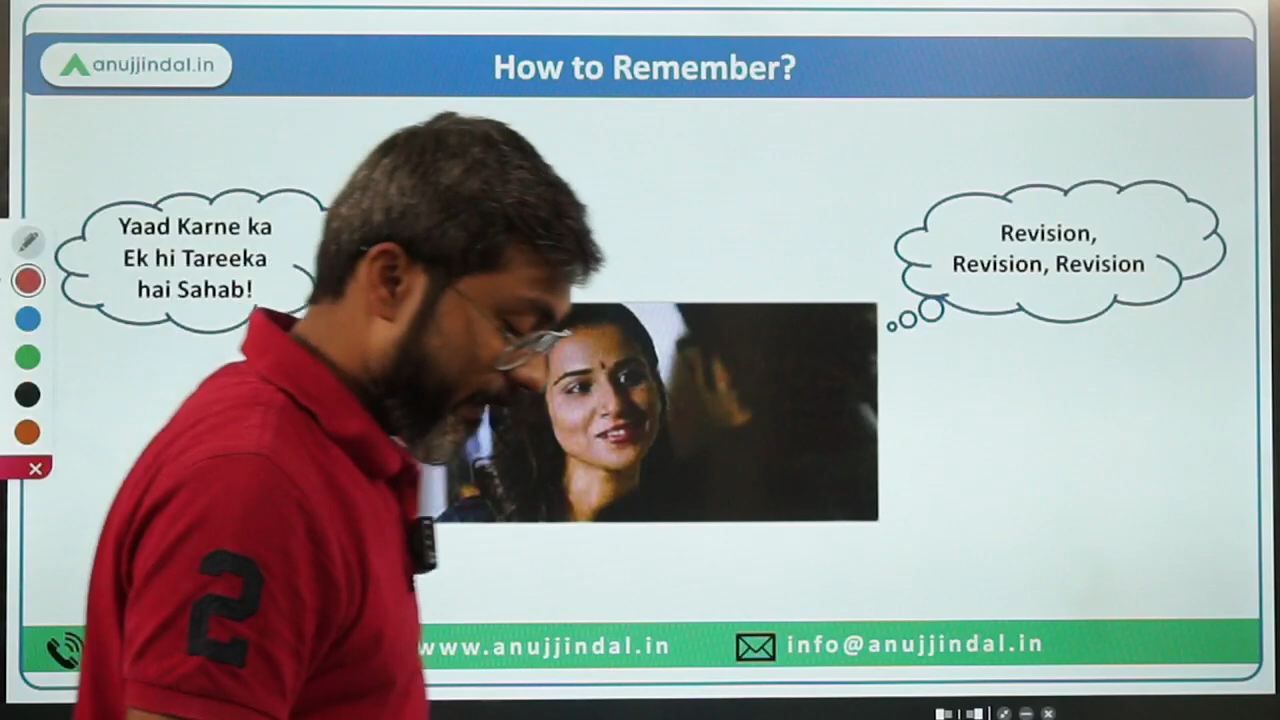 anujjindal.in
How to Remember?
Yaad Karne ka
Ek hi Tareeka
hai Sahab!
Revision,
Revision, Revision
2
www.anujjindal.in
info@anujjindal.in